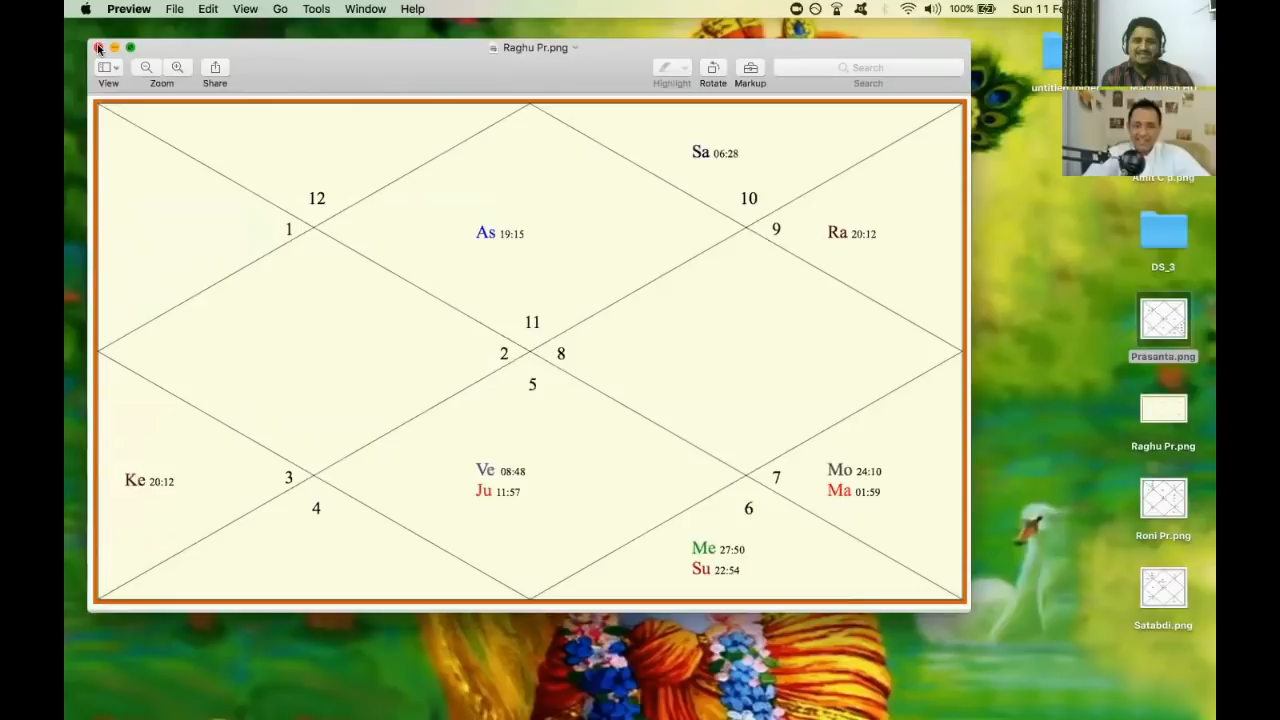 Preview File Edit View Go Tools Window Help
100% Sun 11 Fe
Raghu Pr.png
View Zoom Share Highlight Rotate Markup Search
Search
Sa 06:28
12 10
1 As 19:15 9 Ra 20:12
11
2 8
5
Ke 20:12 3 Ve 08:48 7 Mo 24:10
Ju 11:57 Ma 01:59
4 6
Me 27:50
Su 22:54
untitled folder
DS_3
Prasanta.png
Raghu Pr.png
Roni Pr.png
Satabdi.png